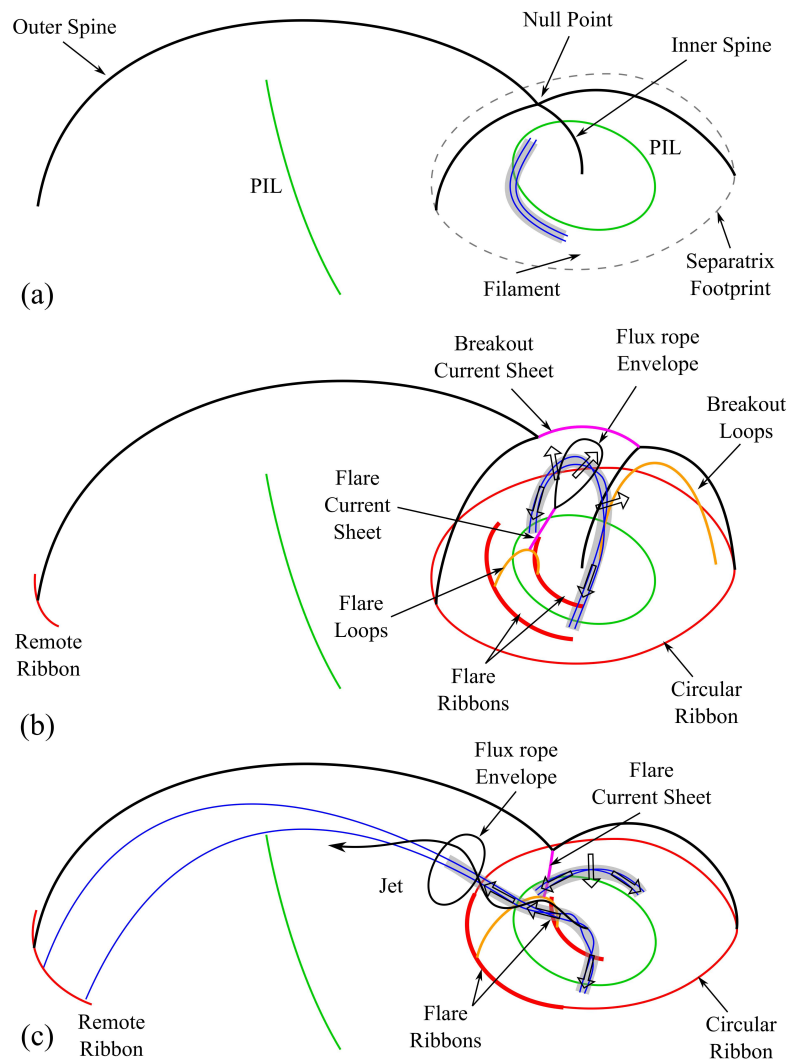 Outer Spine
Null Point
Inner Spine
PIL
PIL
Separatrix
Footprint
Filament
(a)
Flux rope
Envelope
Breakout
Current Sheet
Breakout
Loops
Flare
Current
Sheet
Flare
Loops
Remote
Ribbon
Flare
Ribbons
Circular
Ribbon
(b)
Flux rope
Envelope
Flare
Current Sheet
Jet
Flare
Ribbons
Remote
Ribbon
Circular
Ribbon
(c)